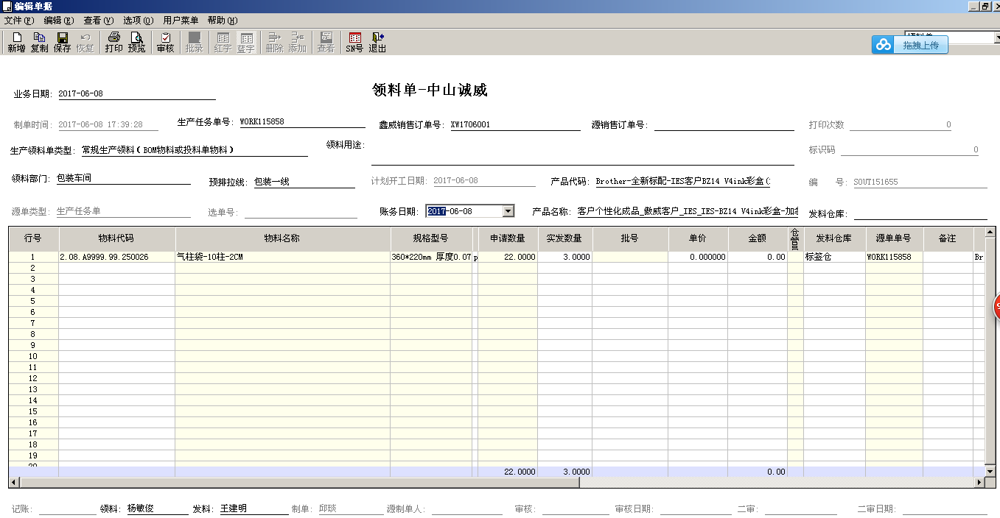 编辑单据
文件(F) 编辑(E) 查看(V) 选项(O) 用户菜单 帮助(H)
新增 复制 保存 恢复 打印 预览 审核 批录 红字 蓝字 删除 添加 查看 SN号 退出
拖拽上传
领料单-中山诚威
业务日期: 2017-06-08
制单时间: 2017-06-08 17:39:28 生产任务单号: WORK115858 鑫威销售订单号: XW1706001 源销售订单号: 打印次数 0
生产领料单类型: 常规生产领料(BOM物料或投料单物料) 领料用途: 标识码 0
领料部门: 包装车间 预排拉线: 包装一线 计划开工日期: 2017-06-08 产品代码: Brother-全新标配-IES客户BZ14 V4ink彩盒( 编 号: SOUT151655
源单类型: 生产任务单 选单号: 账务日期: 2017-06-08 产品名称: 客户个性化成品_傲威客户_IES_IES-BZ14 V4ink彩盒-加 发料仓库:
行号 物料代码 物料名称 规格型号 申请数量 实发数量 批号 单价 金额 仓管 发料仓库 源单单号 备注
1 2.08.A9999.99.250026 气柱袋-10柱-2CM 360*220mm 厚度0.07 p 22.0000 3.0000 0.000000 0.00 标签仓 WORK115858 Br
2
3
4
5
6
7
8
9
10
11
12
13
14
15
16
17
18
19
20
22.0000 3.0000 0.00
记账: 领料: 杨敏俊 发料: 王建明 制单: 邱琰 源制单人: 审核: 审核日期: 二审: 二审日期: